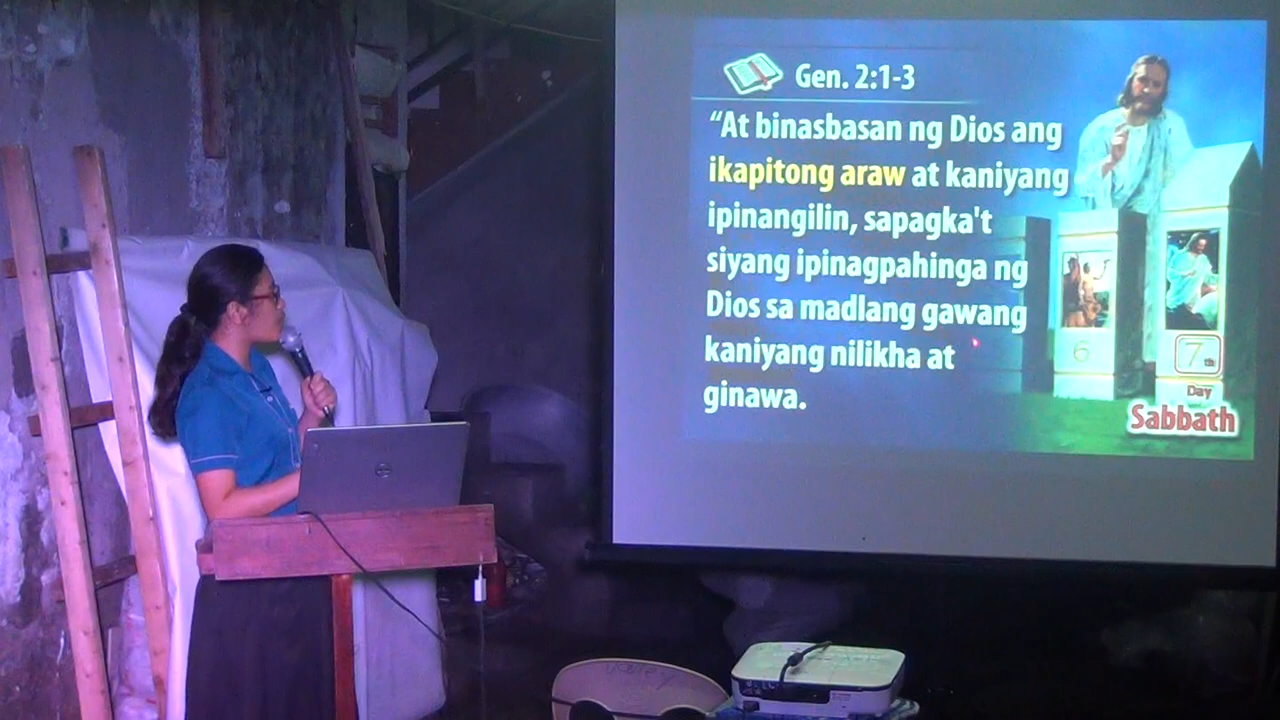 Gen. 2:1-3
“At binasbasan ng Dios ang
ikapitong araw at kaniyang
ipinangilin, sapagka't
siyang ipinagpahinga ng
Dios sa madlang gawang
kaniyang nilikha at
ginawa.
6
7th
Day
Sabbath